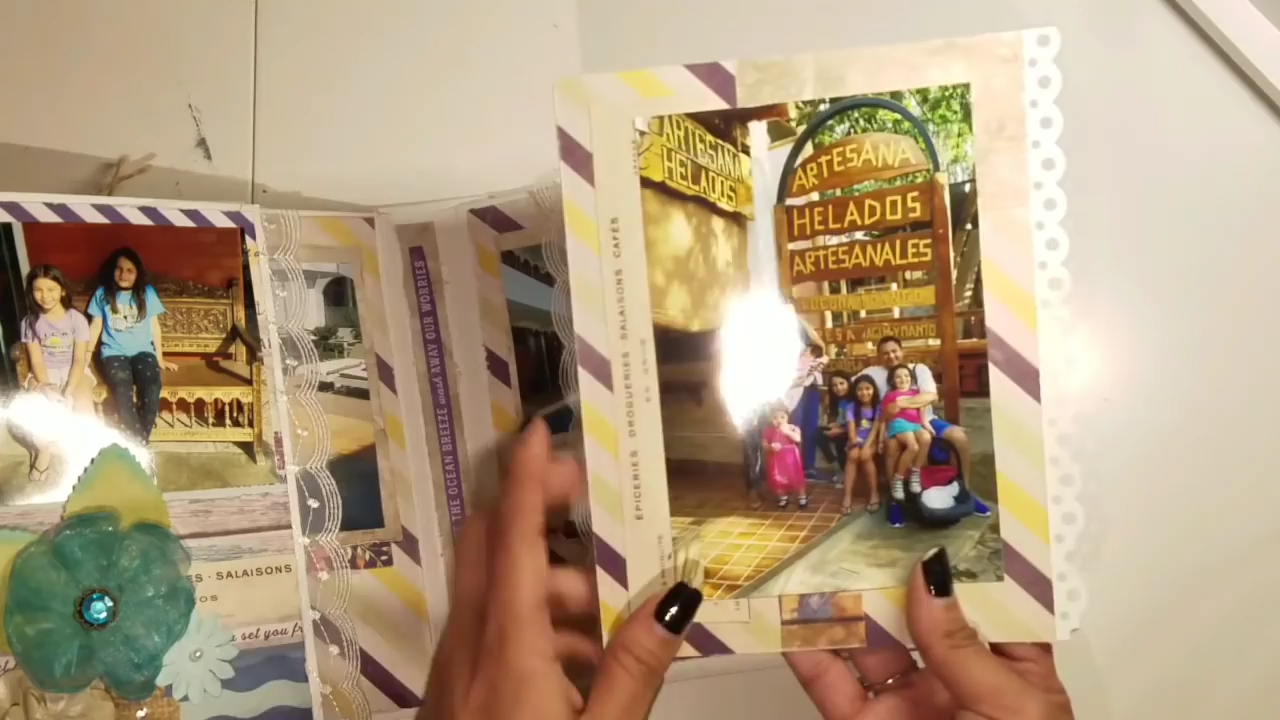 ARTESANA
HELADOS
ARTESANA
HELADOS
ARTESANALES
EPICERIES DROGUERIES SALAISONS CAFÉS
THE OCEAN BREEZE wash AWAY OUR WORRIES
ES · SALAISONS
OS
u set you fr